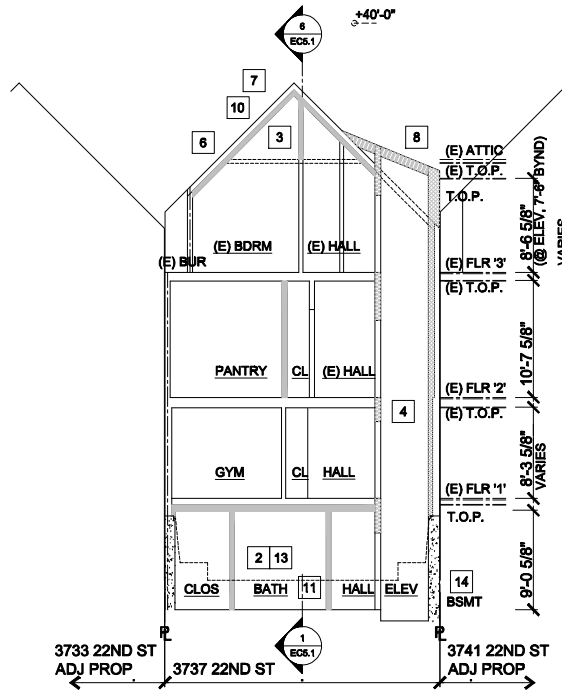 6
EC5.1
+40'-0"
7
10
6
3
8
(E) ATTIC
(E) T.O.P.
T.O.P.
8'-6 5/8"
(@ ELEV, 7'-6" BYND)
VARIES
(E) BDRM
(E) HALL
(E) BUR
(E) FLR '3'
(E) T.O.P.
PANTRY
CL
(E) HALL
10'-7 5/8"
(E) FLR '2'
(E) T.O.P.
4
GYM
CL
HALL
8'-3 5/8"
VARIES
(E) FLR '1'
T.O.P.
2
13
CLOS
BATH
11
HALL
ELEV
14
BSMT
9'-0 5/8"
PL
PL
1
EC5.1
3733 22ND ST
ADJ PROP
3737 22ND ST
3741 22ND ST
ADJ PROP